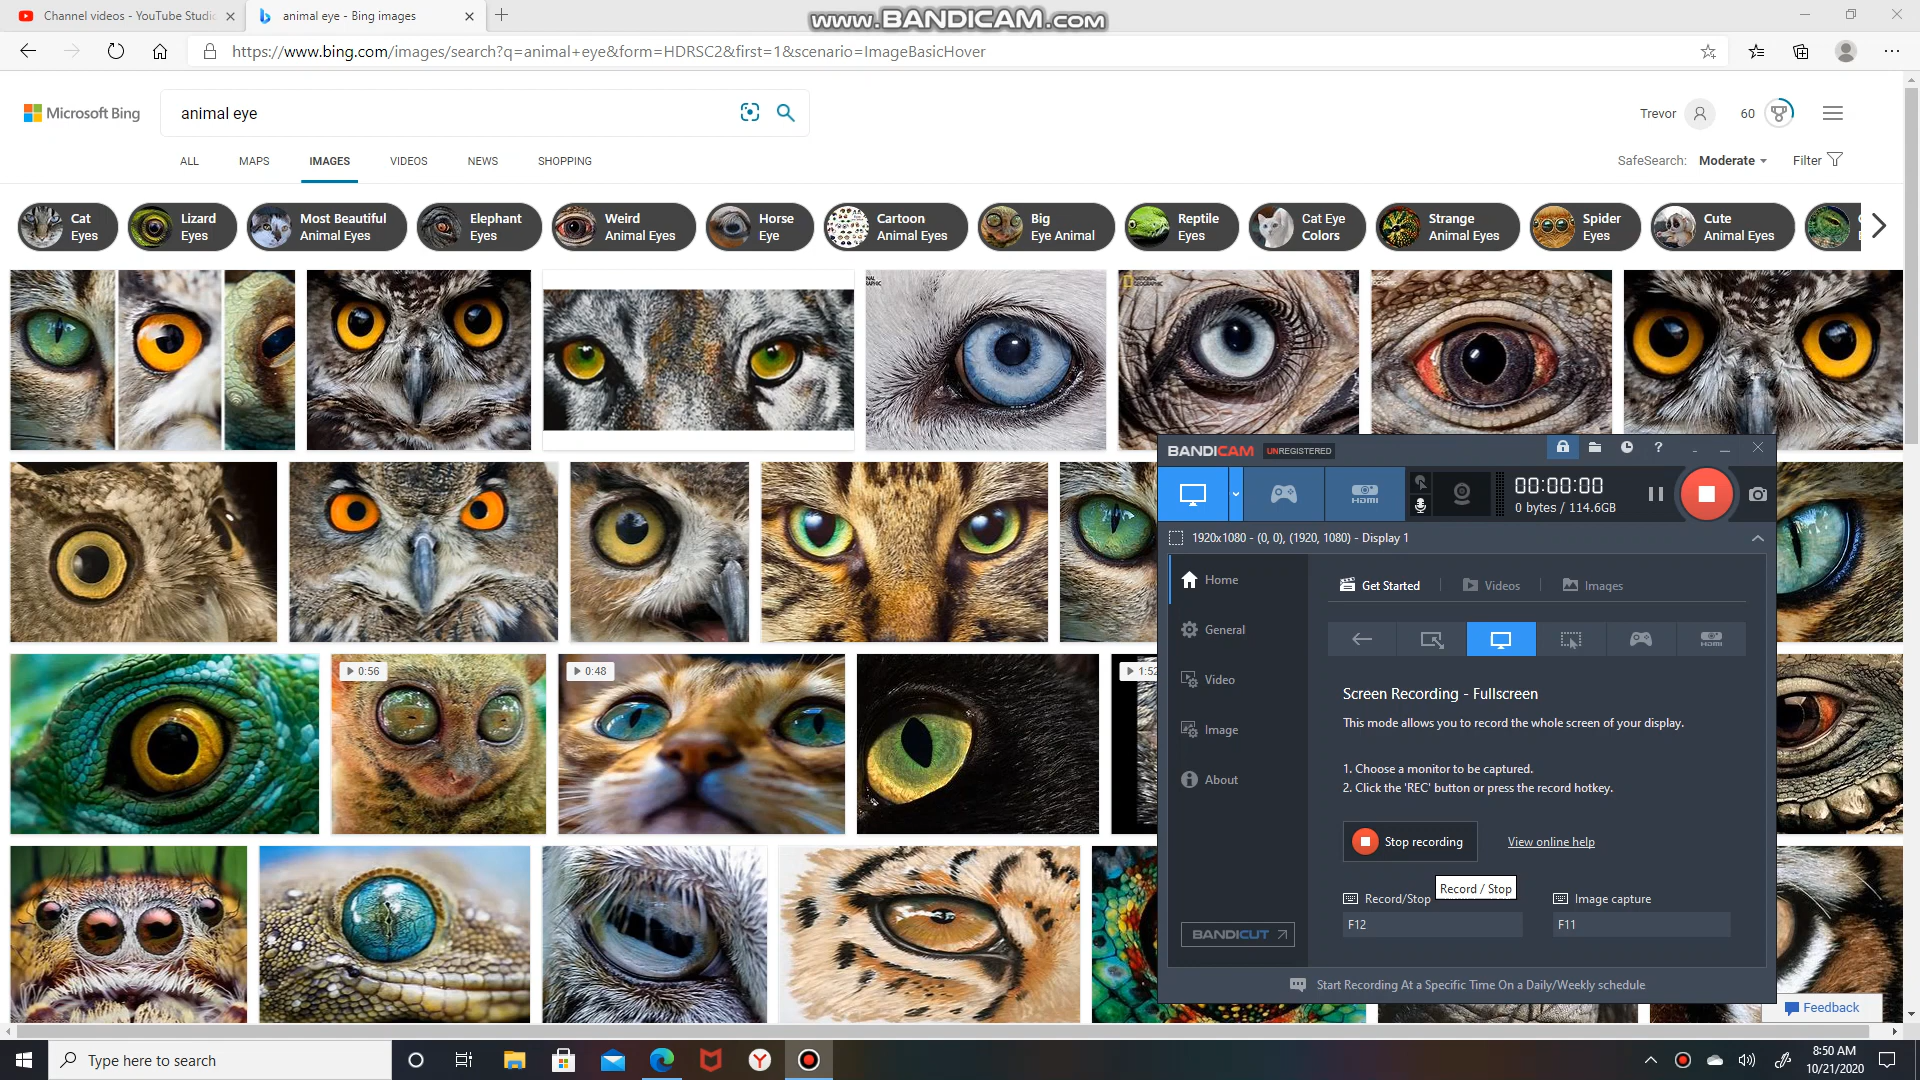 Channel videos - YouTube Studi
animal eye - Bing images
www.BANDICAM.com
https://www.bing.com/images/search?q=animal+eye&form=HDRSC2&first=1&scenario=ImageBasicHover
Microsoft Bing
animal eye
Trevor
60
ALL
MAPS
IMAGES
VIDEOS
NEWS
SHOPPING
SafeSearch: Moderate
Filter
Cat
Eyes
Lizard
Eyes
Most Beautiful
Animal Eyes
Elephant
Eyes
Weird
Animal Eyes
Horse
Eye
Cartoon
Animal Eyes
Big
Eye Animal
Reptile
Eyes
Cat Eye
Colors
Strange
Animal Eyes
Spider
Eyes
Cute
Animal Eyes
BANDICAM UNREGISTERED
?
HDMI
00:00:00
0 bytes / 114.6GB
1920x1080 - (0, 0), (1920, 1080) - Display 1
Home
General
Video
Image
About
BANDICUT
Get Started
Videos
Images
HDMI
Screen Recording - Fullscreen
This mode allows you to record the whole screen of your display.
1. Choose a monitor to be captured.
2. Click the 'REC' button or press the record hotkey.
Stop recording
View online help
Record / Stop
Record/Stop
Image capture
F12
F11
Start Recording At a Specific Time On a Daily/Weekly schedule
0:56
0:48
1:52
Feedback
Type here to search
8:50 AM
10/21/2020